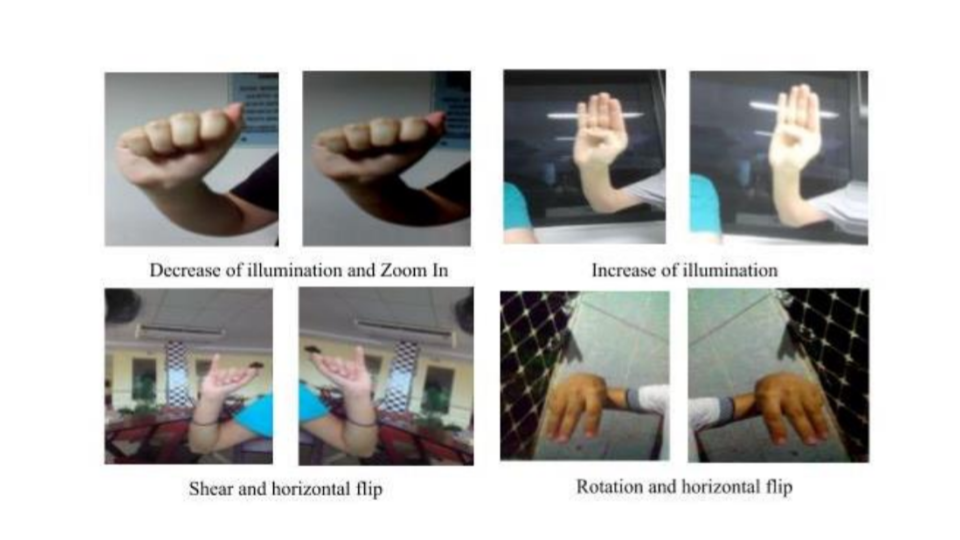 Decrease of illumination and Zoom In
Increase of illumination
Shear and horizontal flip
Rotation and horizontal flip